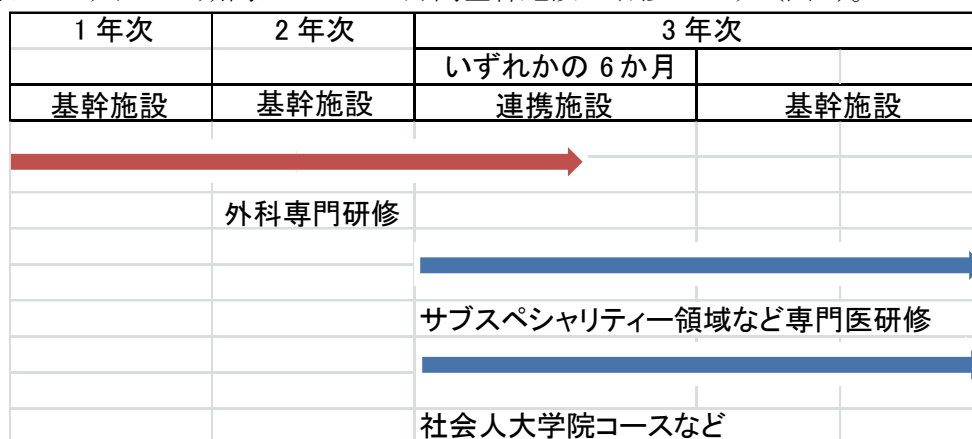 1 年次 2 年次 3 年次
いずれかの 6 か月
基幹施設 基幹施設 連携施設 基幹施設
外科専門研修
サブスペシャリティー領域など専門医研修
社会人大学院コースなど